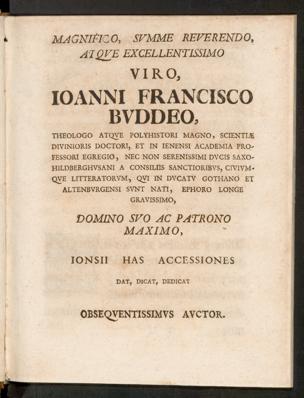 MAGNIFICO, SVMME REVERENDO,
ATQVE EXCELLENTISSIMO
VIRO,
IOANNI FRANCISCO
BVDDEO,
THEOLOGO ATQVE POLYHISTORI MAGNO, SCIENTIÆ
DIVINIORIS DOCTORI, ET IN IENENSI ACADEMIA PRO-
FESSORI EGREGIO, NEC NON SERENISSIMI DVCIS SAXO-
HILDBERGHVSANI A CONSILIIS SANCTIORIBVS, CIVIVM-
QVE LITTERATORVM, QVI IN DVCATV GOTHANO ET
ALTENBVRGENSI SVNT NATI, EPHORO LONGE
GRAVISSIMO,
DOMINO SVO AC PATRONO
MAXIMO,
IONSII HAS ACCESSIONES
DAT, DICAT, DEDICAT
OBSEQVENTISSIMVS AVCTOR.